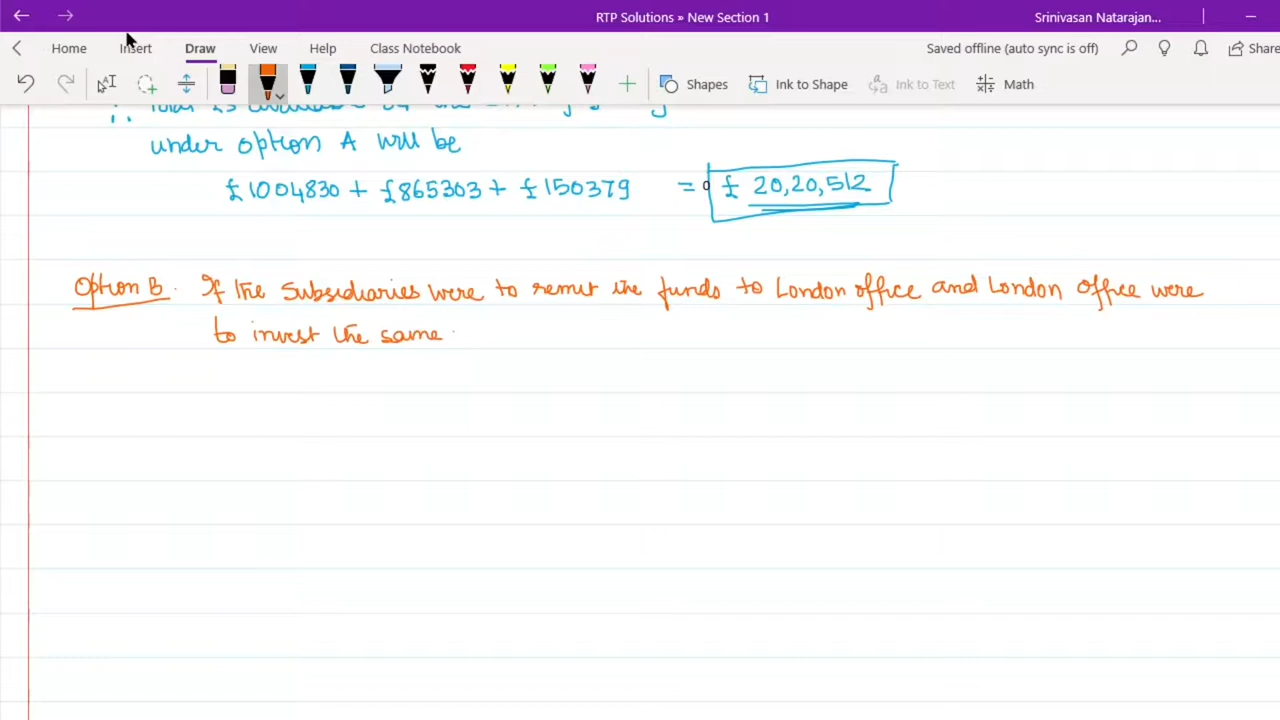 RTP Solutions » New Section 1
Srinivasan Natarajan...
Home Insert Draw View Help Class Notebook
Saved offline (auto sync is off)
Share
Shapes Ink to Shape Ink to Text Math
under option A will be
£1004830 + £865303 + £150379 = £ 20,20,512
Option B. If the subsidiaries were to remit the funds to London office and London office were
to invest the same.